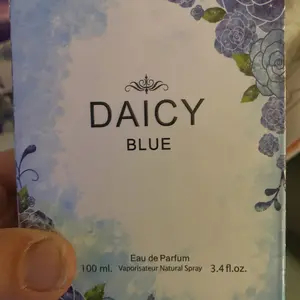 DAICY
BLUE
Eau de Parfum
100 ml. Vaporisateur Natural Spray 3.4 fl.oz.